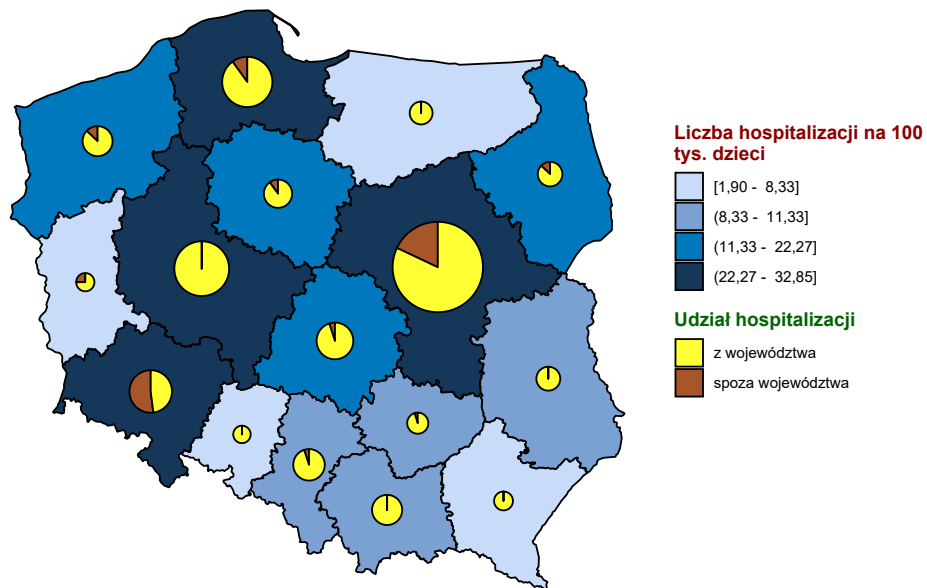 Liczba hospitalizacji na 100
tys. dzieci
[1,90 - 8,33]
(8,33 - 11,33]
(11,33 - 22,27]
(22,27 - 32,85]
Udział hospitalizacji
z województwa
spoza województwa